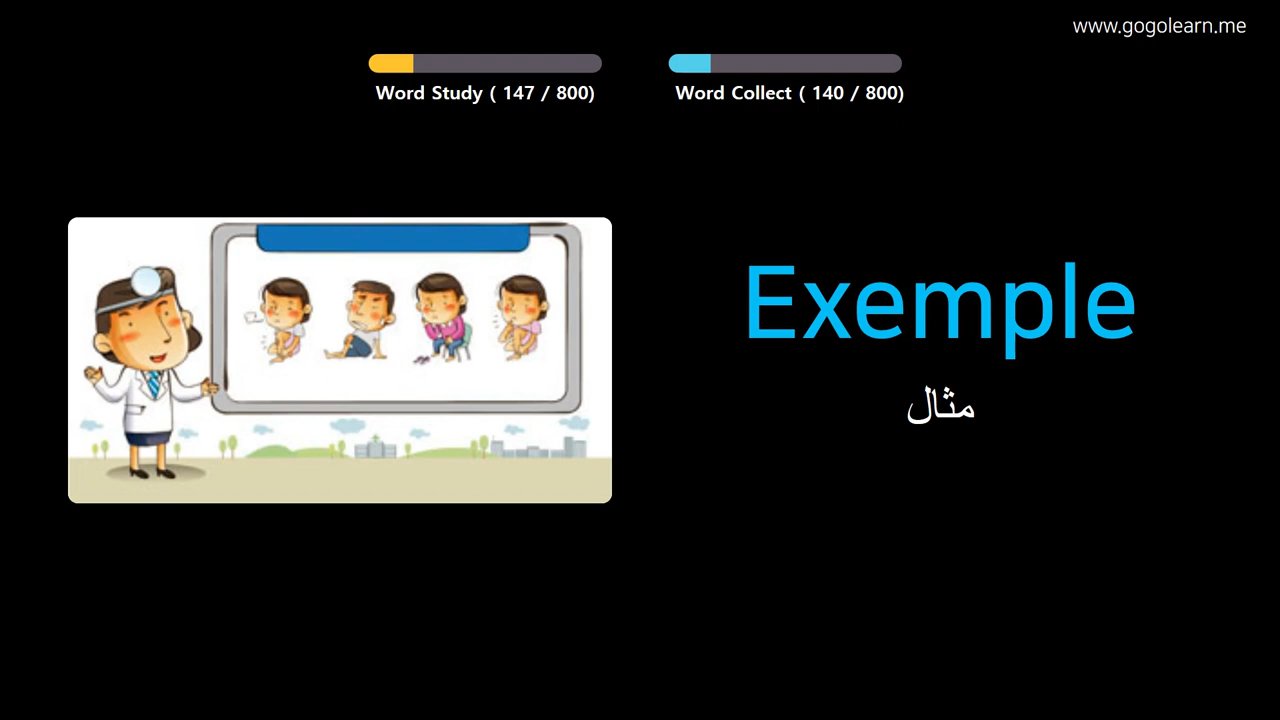 www.gogolearn.me
Word Study ( 147 / 800)
Word Collect ( 140 / 800)
Exemple
مثال